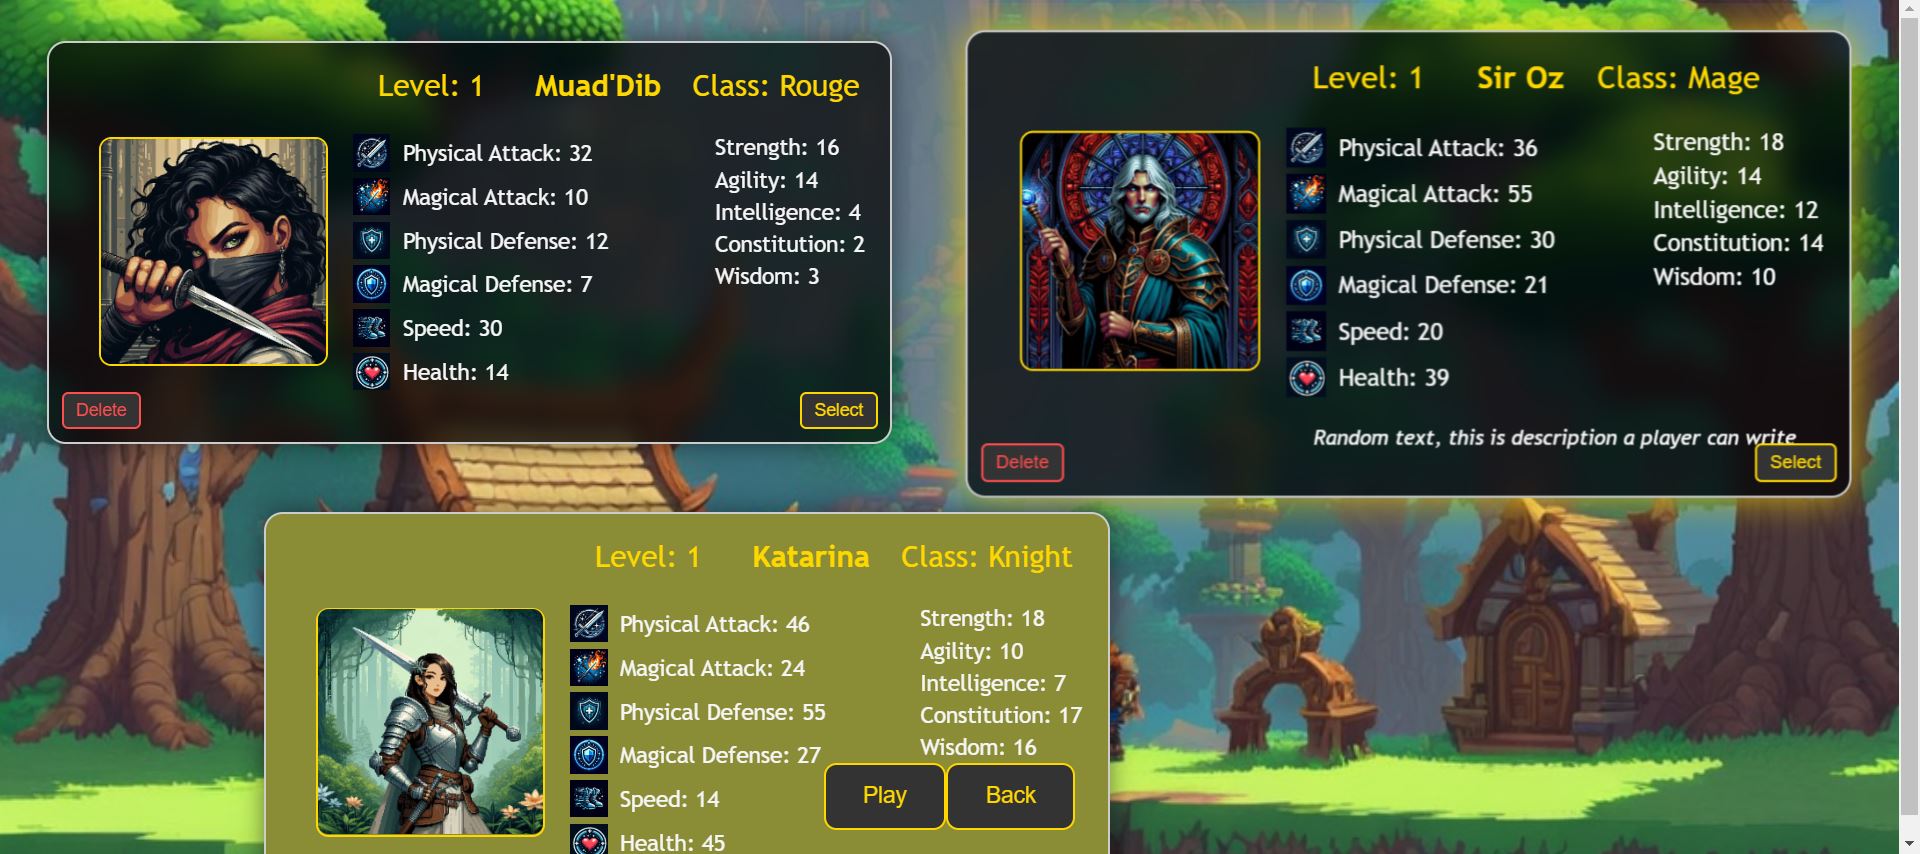 Level: 1 Muad'Dib Class: Rouge
Physical Attack: 32
Magical Attack: 10
Physical Defense: 12
Magical Defense: 7
Speed: 30
Health: 14
Strength: 16
Agility: 14
Intelligence: 4
Constitution: 2
Wisdom: 3
Delete
Select
Level: 1 Sir Oz Class: Mage
Physical Attack: 36
Magical Attack: 55
Physical Defense: 30
Magical Defense: 21
Speed: 20
Health: 39
Strength: 18
Agility: 14
Intelligence: 12
Constitution: 14
Wisdom: 10
Random text, this is description a player can write
Delete
Select
Level: 1 Katarina Class: Knight
Physical Attack: 46
Magical Attack: 24
Physical Defense: 55
Magical Defense: 27
Speed: 14
Health: 45
Strength: 18
Agility: 10
Intelligence: 7
Constitution: 17
Wisdom: 16
Play
Back